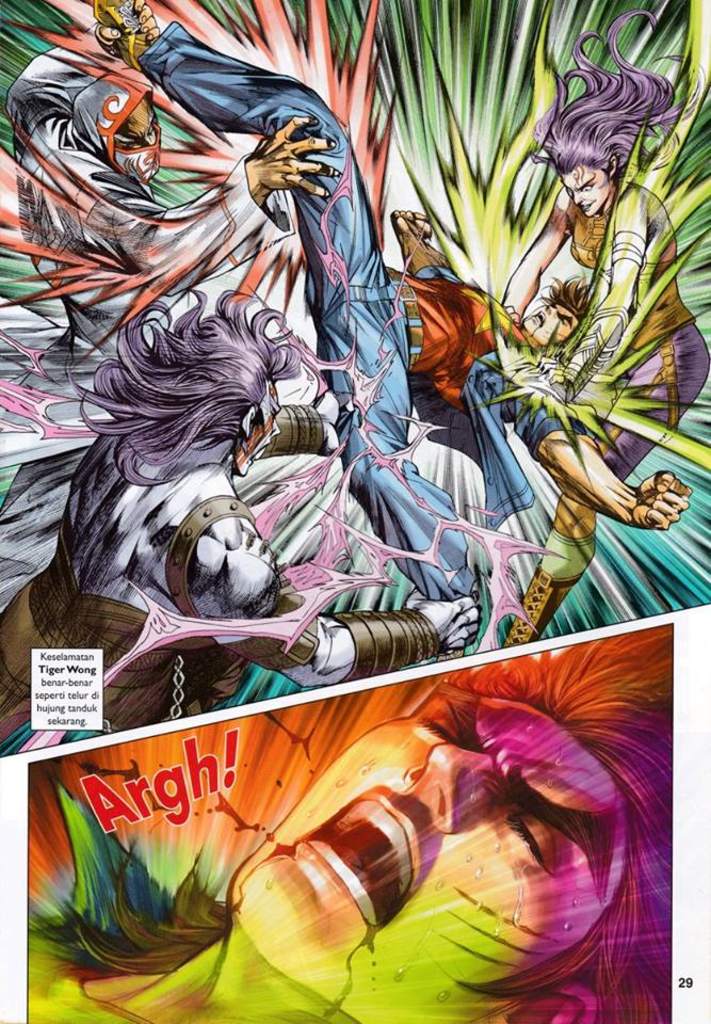 Keselamatan
Tiger Wong
benar-benar
seperti telur di
hujung tanduk
sekarang.
Argh!
29